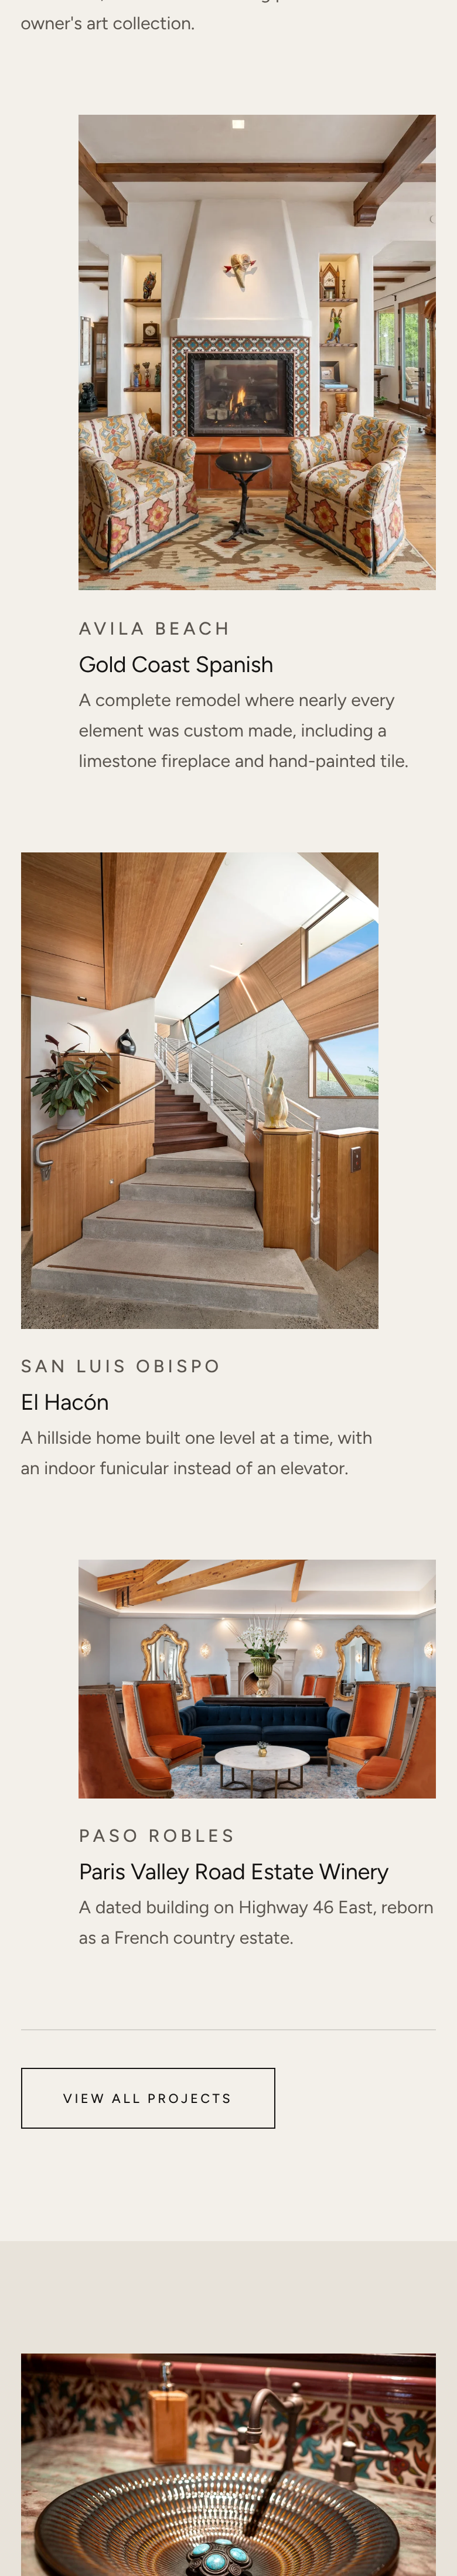 owner's art collection.
AVILA BEACH
Gold Coast Spanish
A complete remodel where nearly every
element was custom made, including a
limestone fireplace and hand-painted tile.
SAN LUIS OBISPO
El Hacón
A hillside home built one level at a time, with
an indoor funicular instead of an elevator.
PASO ROBLES
Paris Valley Road Estate Winery
A dated building on Highway 46 East, reborn
as a French country estate.
VIEW ALL PROJECTS